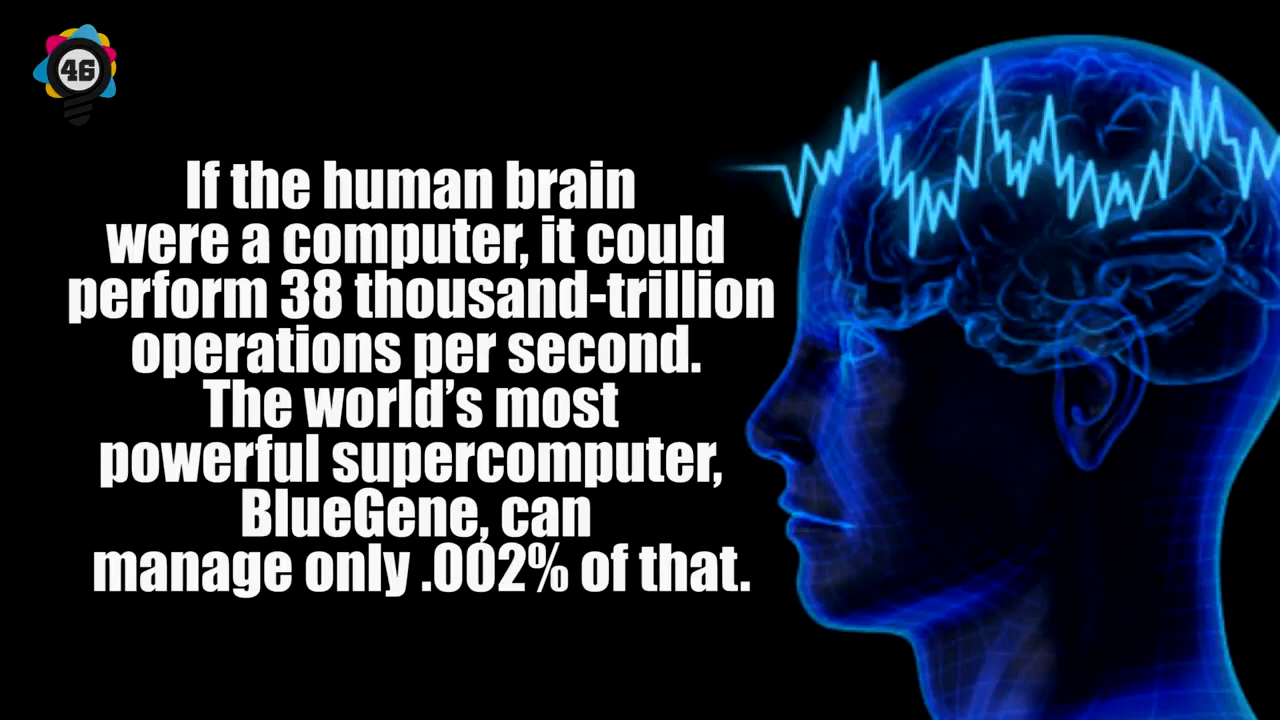 46
If the human brain
were a computer, it could
perform 38 thousand-trillion
operations per second.
The world’s most
powerful supercomputer,
BlueGene, can
manage only .002% of that.